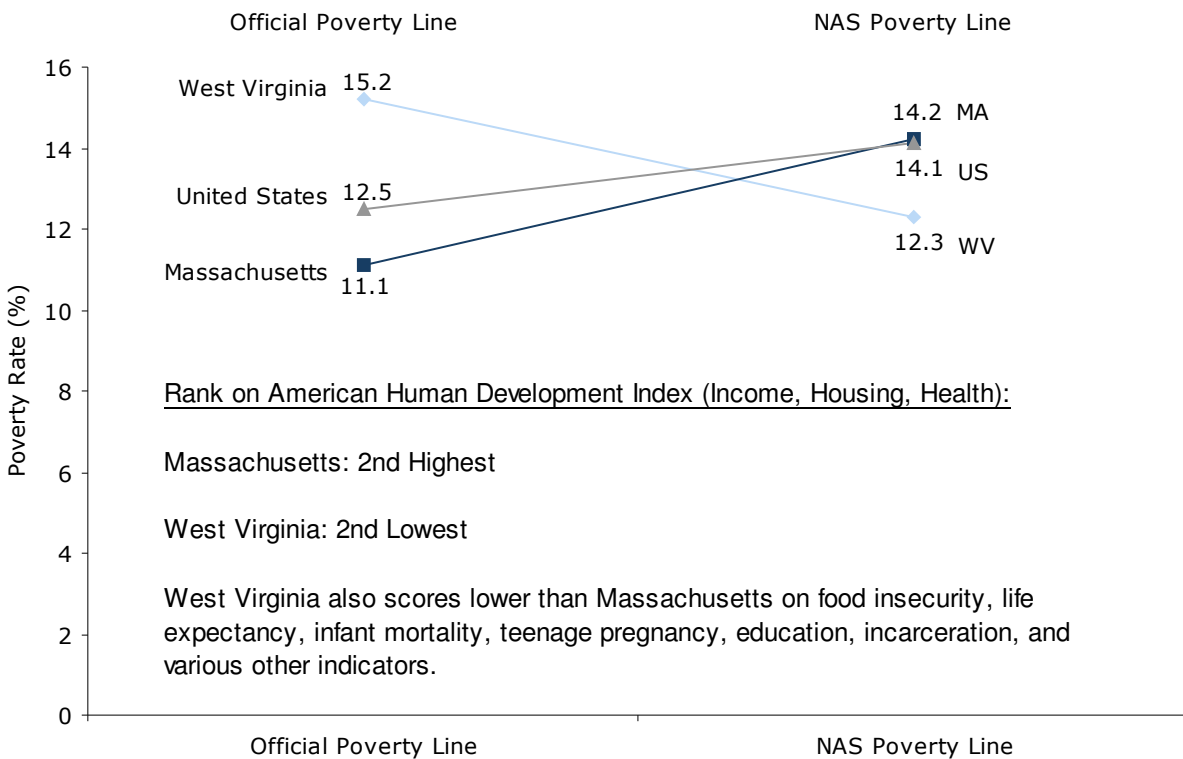 Official Poverty Line NAS Poverty Line
16
West Virginia 15.2
14.2 MA
14
14.1 US
United States 12.5
12
12.3 WV
Massachusetts
11.1
10
Poverty Rate (%)
8
Rank on American Human Development Index (Income, Housing, Health):
6
Massachusetts: 2nd Highest
West Virginia: 2nd Lowest
4
West Virginia also scores lower than Massachusetts on food insecurity, life
expectancy, infant mortality, teenage pregnancy, education, incarceration, and
various other indicators.
2
0
Official Poverty Line NAS Poverty Line